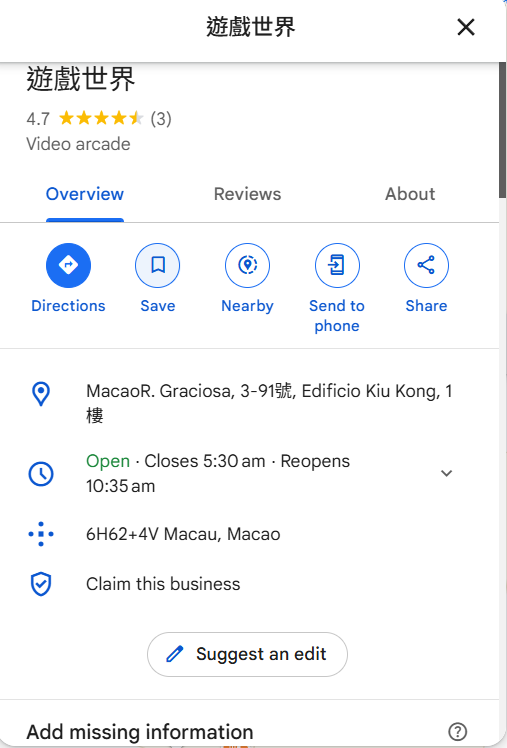 遊戲世界
遊戲世界
4.7 (3)
Video arcade
Overview Reviews About
Directions Save Nearby Send to phone Share
MacaoR. Graciosa, 3-91號, Edificio Kiu Kong, 1
樓
Open · Closes 5:30 am · Reopens
10:35 am
6H62+4V Macau, Macao
Claim this business
Suggest an edit
Add missing information